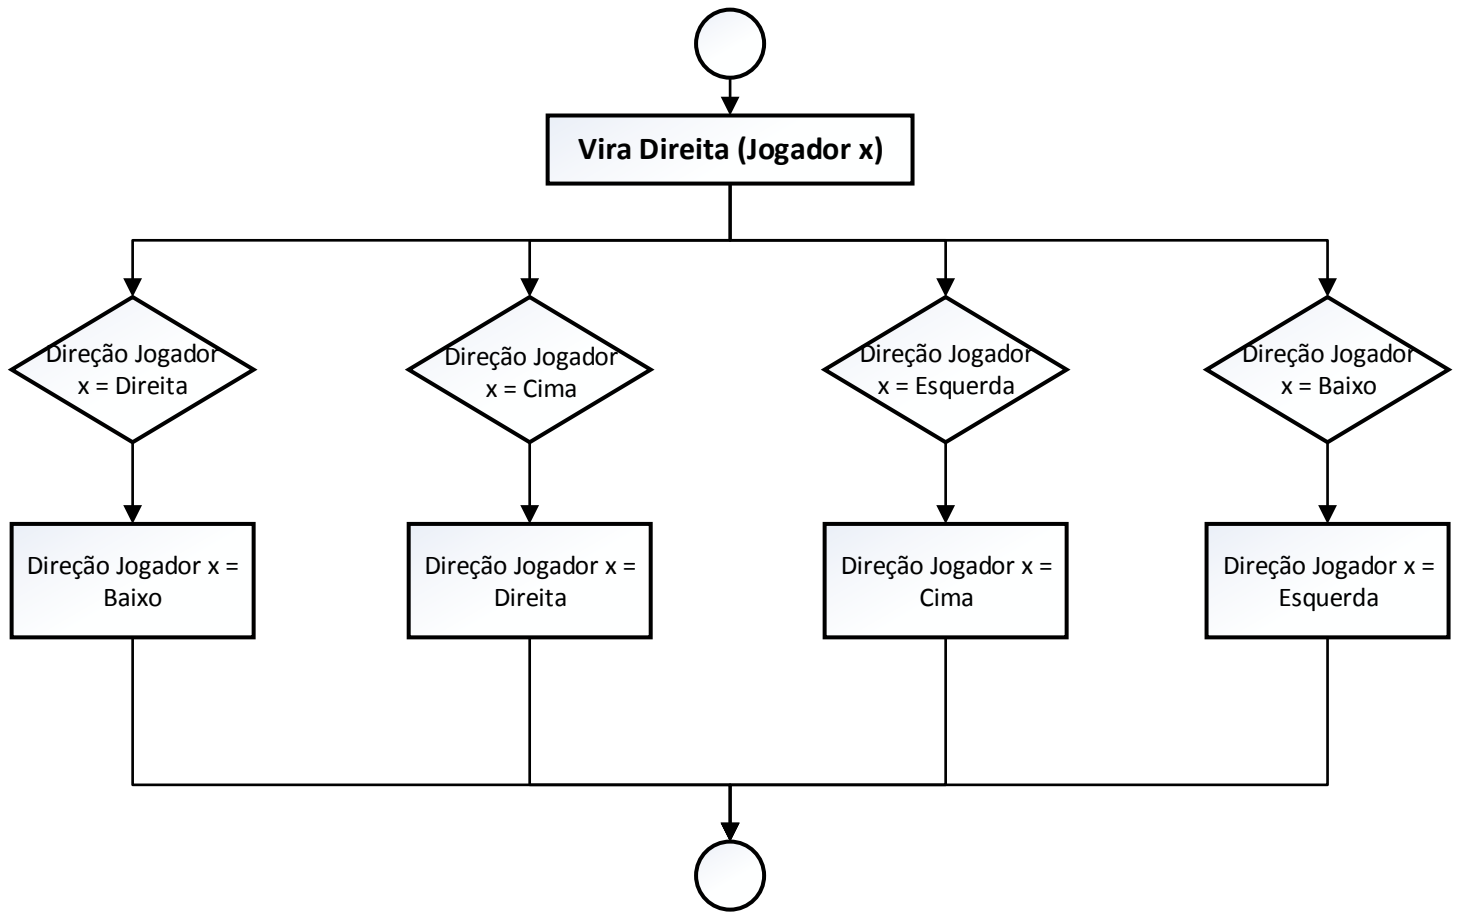 Vira Direita (Jogador x)
Direção Jogador
x = Direita
Direção Jogador
x = Cima
Direção Jogador
x = Esquerda
Direção Jogador
x = Baixo
Direção Jogador x =
Baixo
Direção Jogador x =
Direita
Direção Jogador x =
Cima
Direção Jogador x =
Esquerda